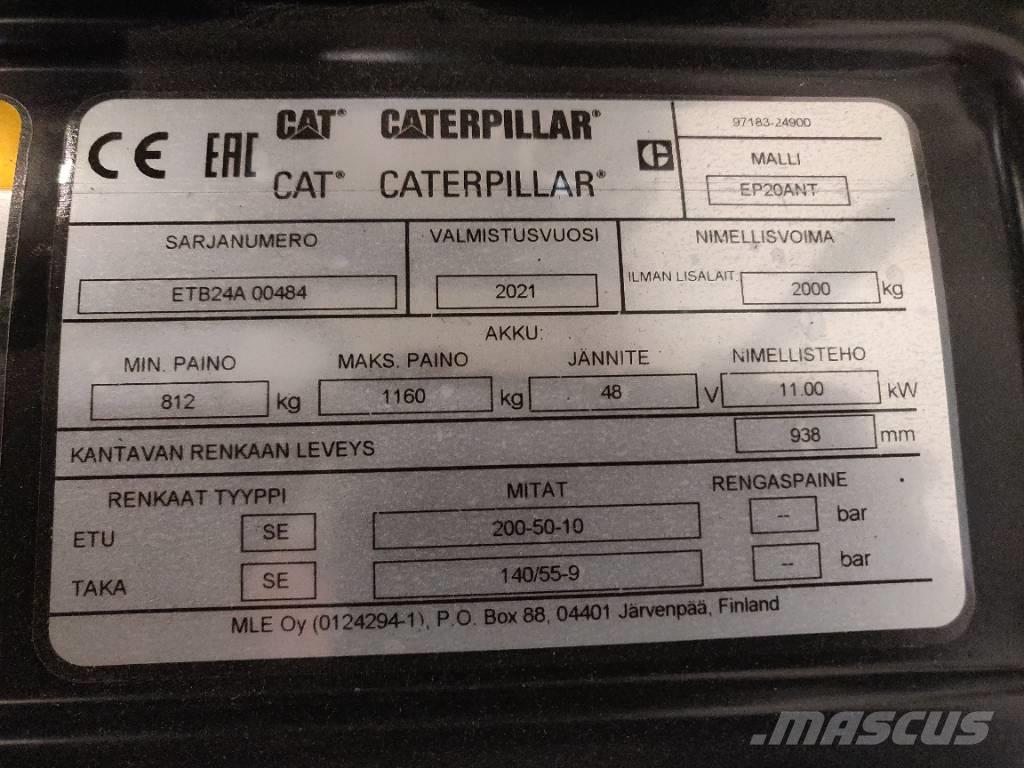 CE EAC CAT® CATERPILLAR®
CAT® CATERPILLAR®
97183-24900
MALLI
EP20ANT
SARJANUMERO VALMISTUSVUOSI NIMELLISVOIMA
ETB24A 00484 2021 ILMAN LISÄLAIT. 2000 kg
AKKU:
MIN. PAINO MAKS. PAINO JÄNNITE NIMELLISTEHO
812 kg 1160 kg 48 V 11.00 kW
KANTAVAN RENKAAN LEVEYS 938 mm
RENKAAT TYYPPI MITAT RENGASPAINE
ETU SE 200-50-10 -- bar
TAKA SE 140/55-9 -- bar
MLE Oy (0124294-1), P.O. Box 88, 04401 Järvenpää, Finland
MASCUS